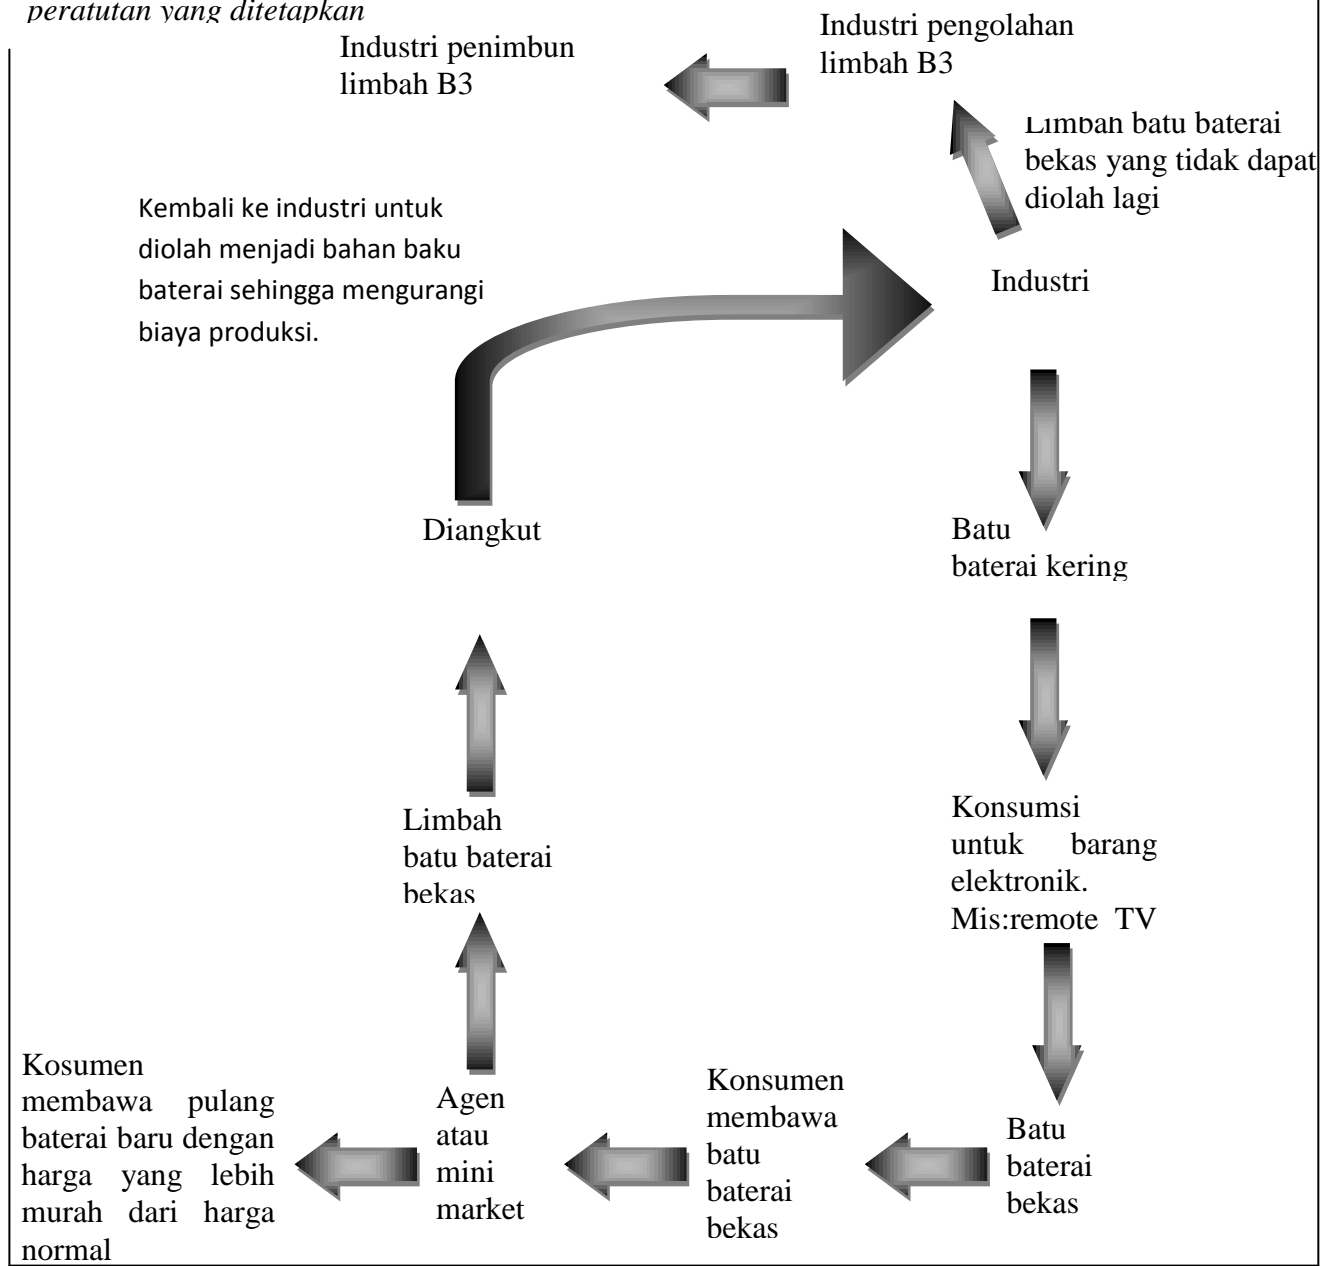 peratutan yang ditetapkan
Industri penimbun
limbah B3
Industri pengolahan
limbah B3
Limbah batu baterai
bekas yang tidak dapat
diolah lagi
Kembali ke industri untuk
diolah menjadi bahan baku
baterai sehingga mengurangi
biaya produksi.
Industri
Diangkut
Batu
baterai kering
Limbah
batu baterai
bekas
Konsumsi
untuk barang
elektronik.
Mis:remote TV
Kosumen
membawa pulang
baterai baru dengan
harga yang lebih
murah dari harga
normal
Agen
atau
mini
market
Konsumen
membawa
batu
baterai
bekas
Batu
baterai
bekas